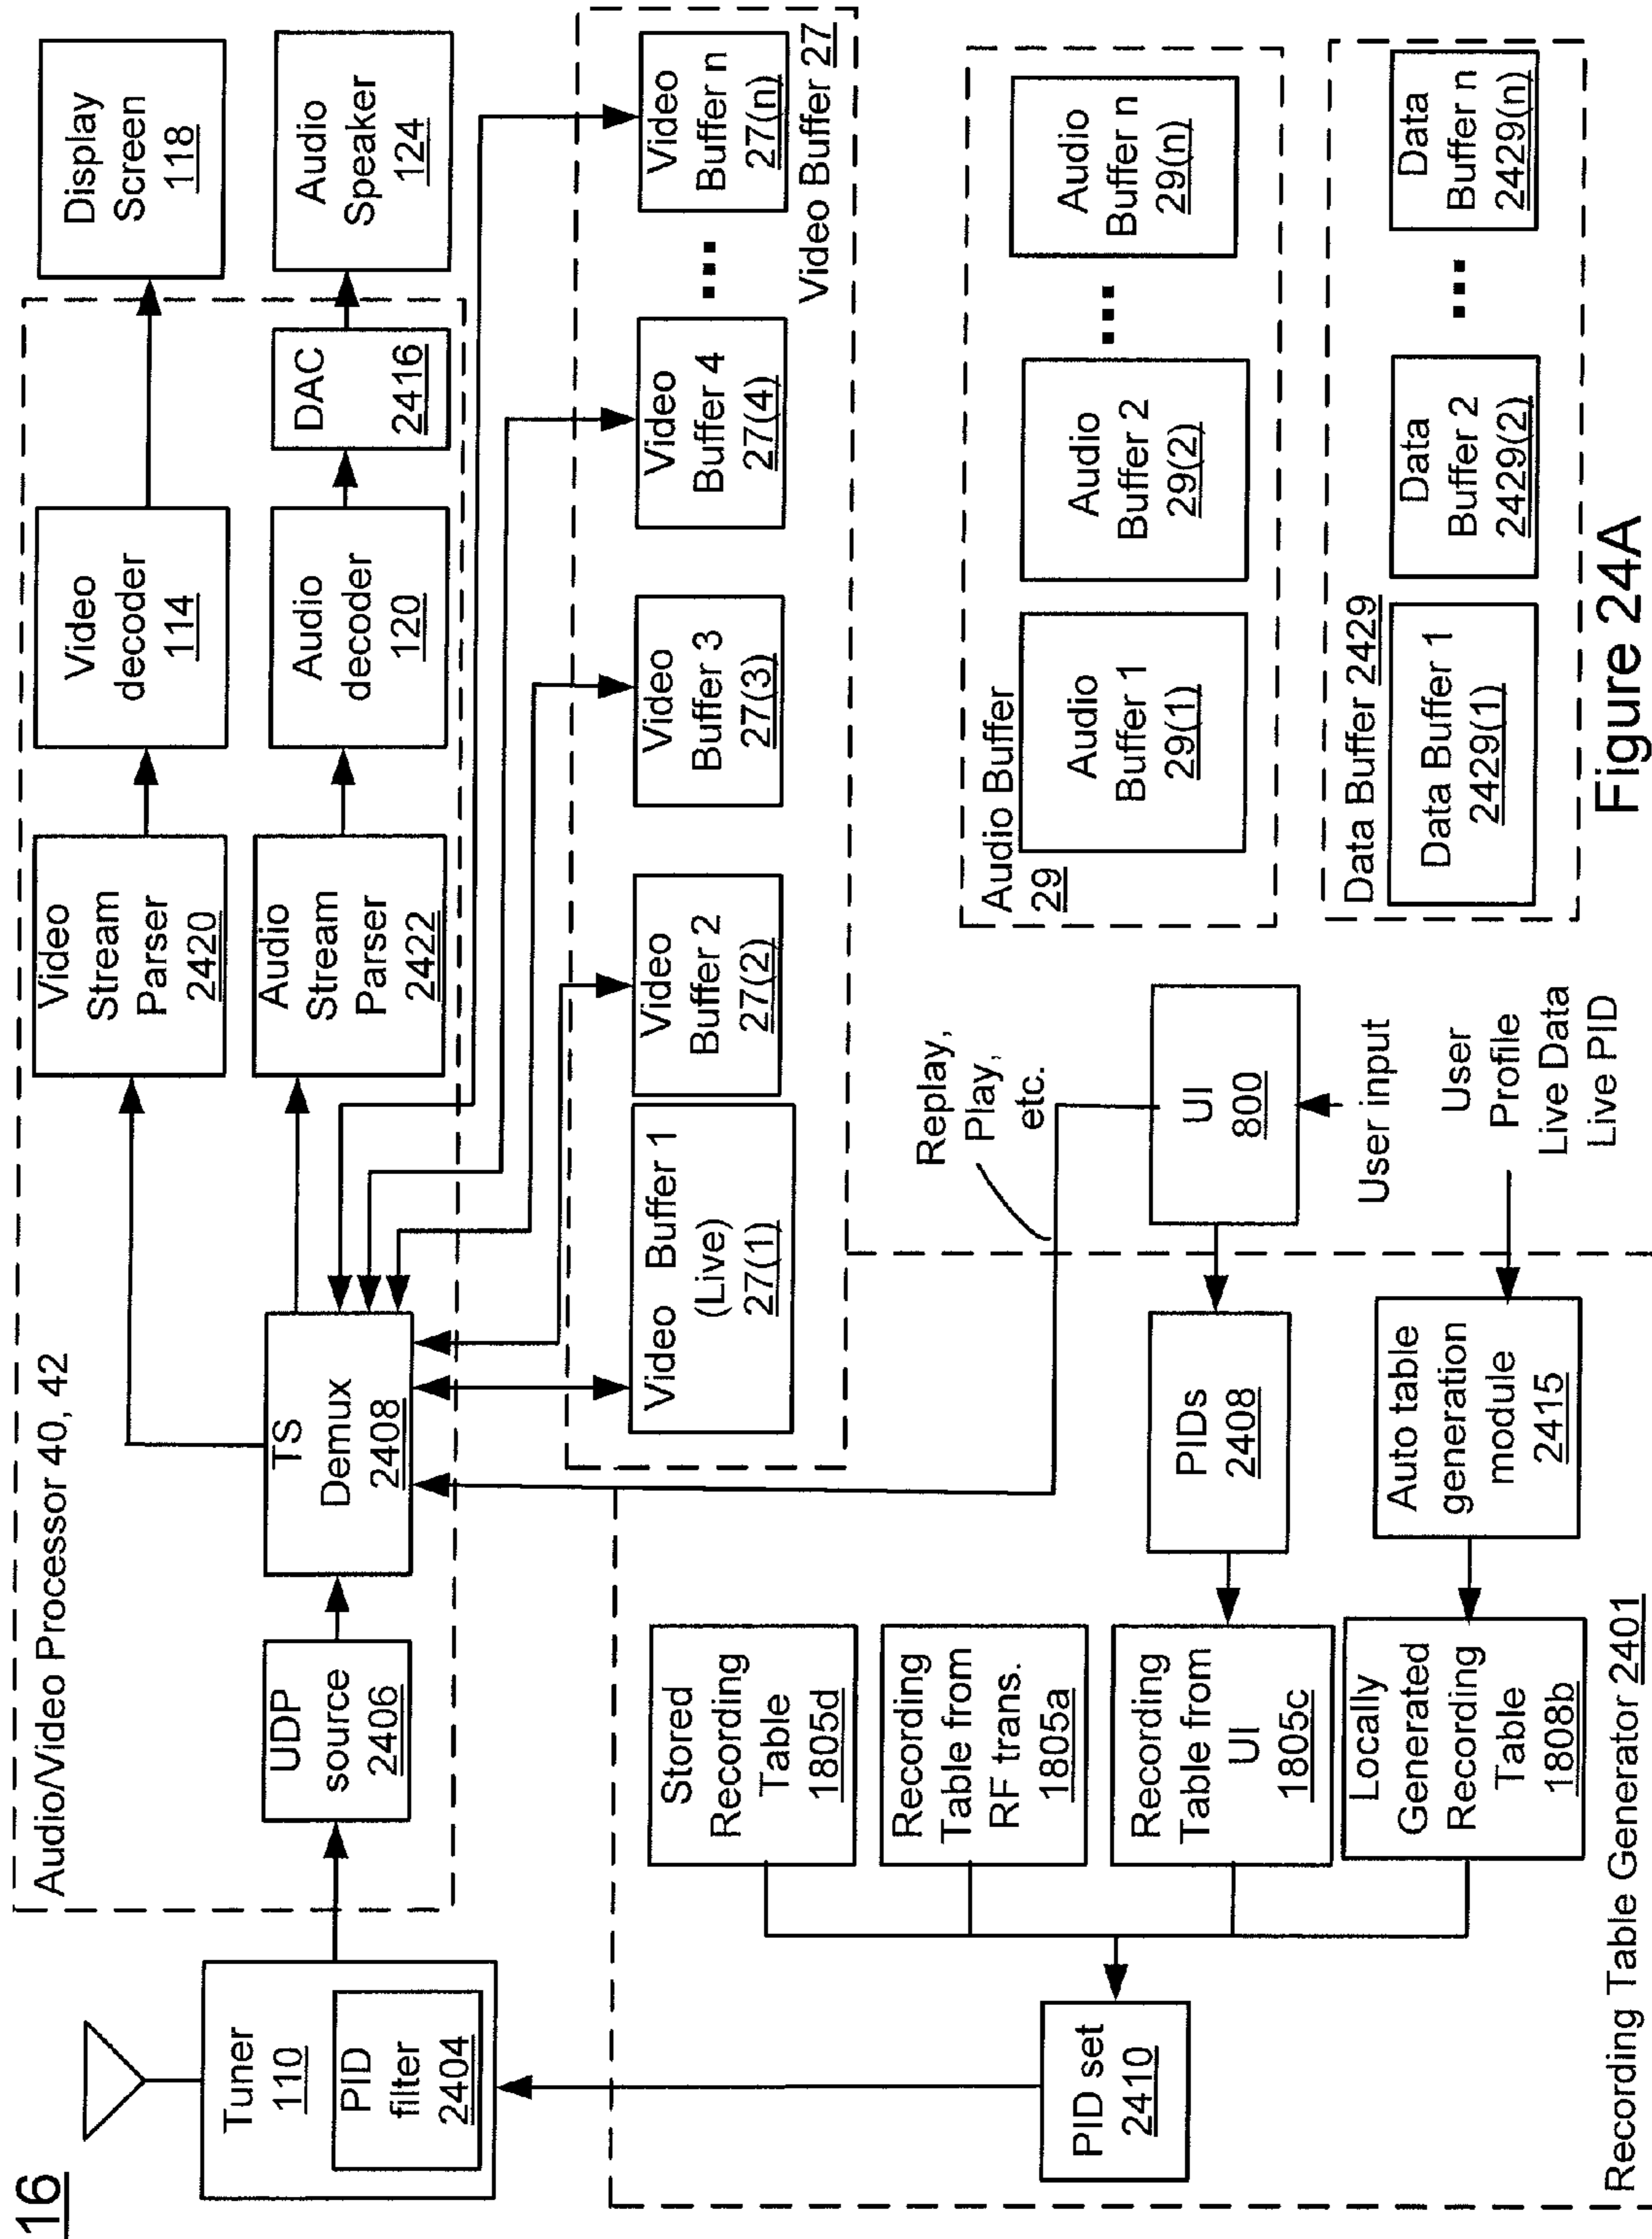 16
Tuner
110
PID
filter
2404
Audio/Video Processor 40, 42
UDP
source
2406
TS
Demux
2408
Video
Stream
Parser
2420
Audio
Stream
Parser
2422
Video
decoder
114
Audio
decoder
120
DAC
2416
Display
Screen
118
Audio
Speaker
124
Video Buffer 1
(Live)
27(1)
Video
Buffer 2
27(2)
Video
Buffer 3
27(3)
Video
Buffer 4
27(4)
...
Video
Buffer n
27(n)
Video Buffer 27
PID set
2410
Stored
Recording
Table
1805d
Recording
Table from
RF trans.
1805a
Recording
Table from
UI
1805c
Locally
Generated
Recording
Table
1808b
PIDs
2408
Auto table
generation
module
2415
Recording Table Generator 2401
Replay,
Play,
etc.
UI
800
User input
User
Profile
Live Data
Live PID
Audio Buffer
29
Audio
Buffer 1
29(1)
Audio
Buffer 2
29(2)
...
Audio
Buffer n
29(n)
Data Buffer 2429
Data Buffer 1
2429(1)
Data
Buffer 2
2429(2)
...
Data
Buffer n
2429(n)
Figure 24A